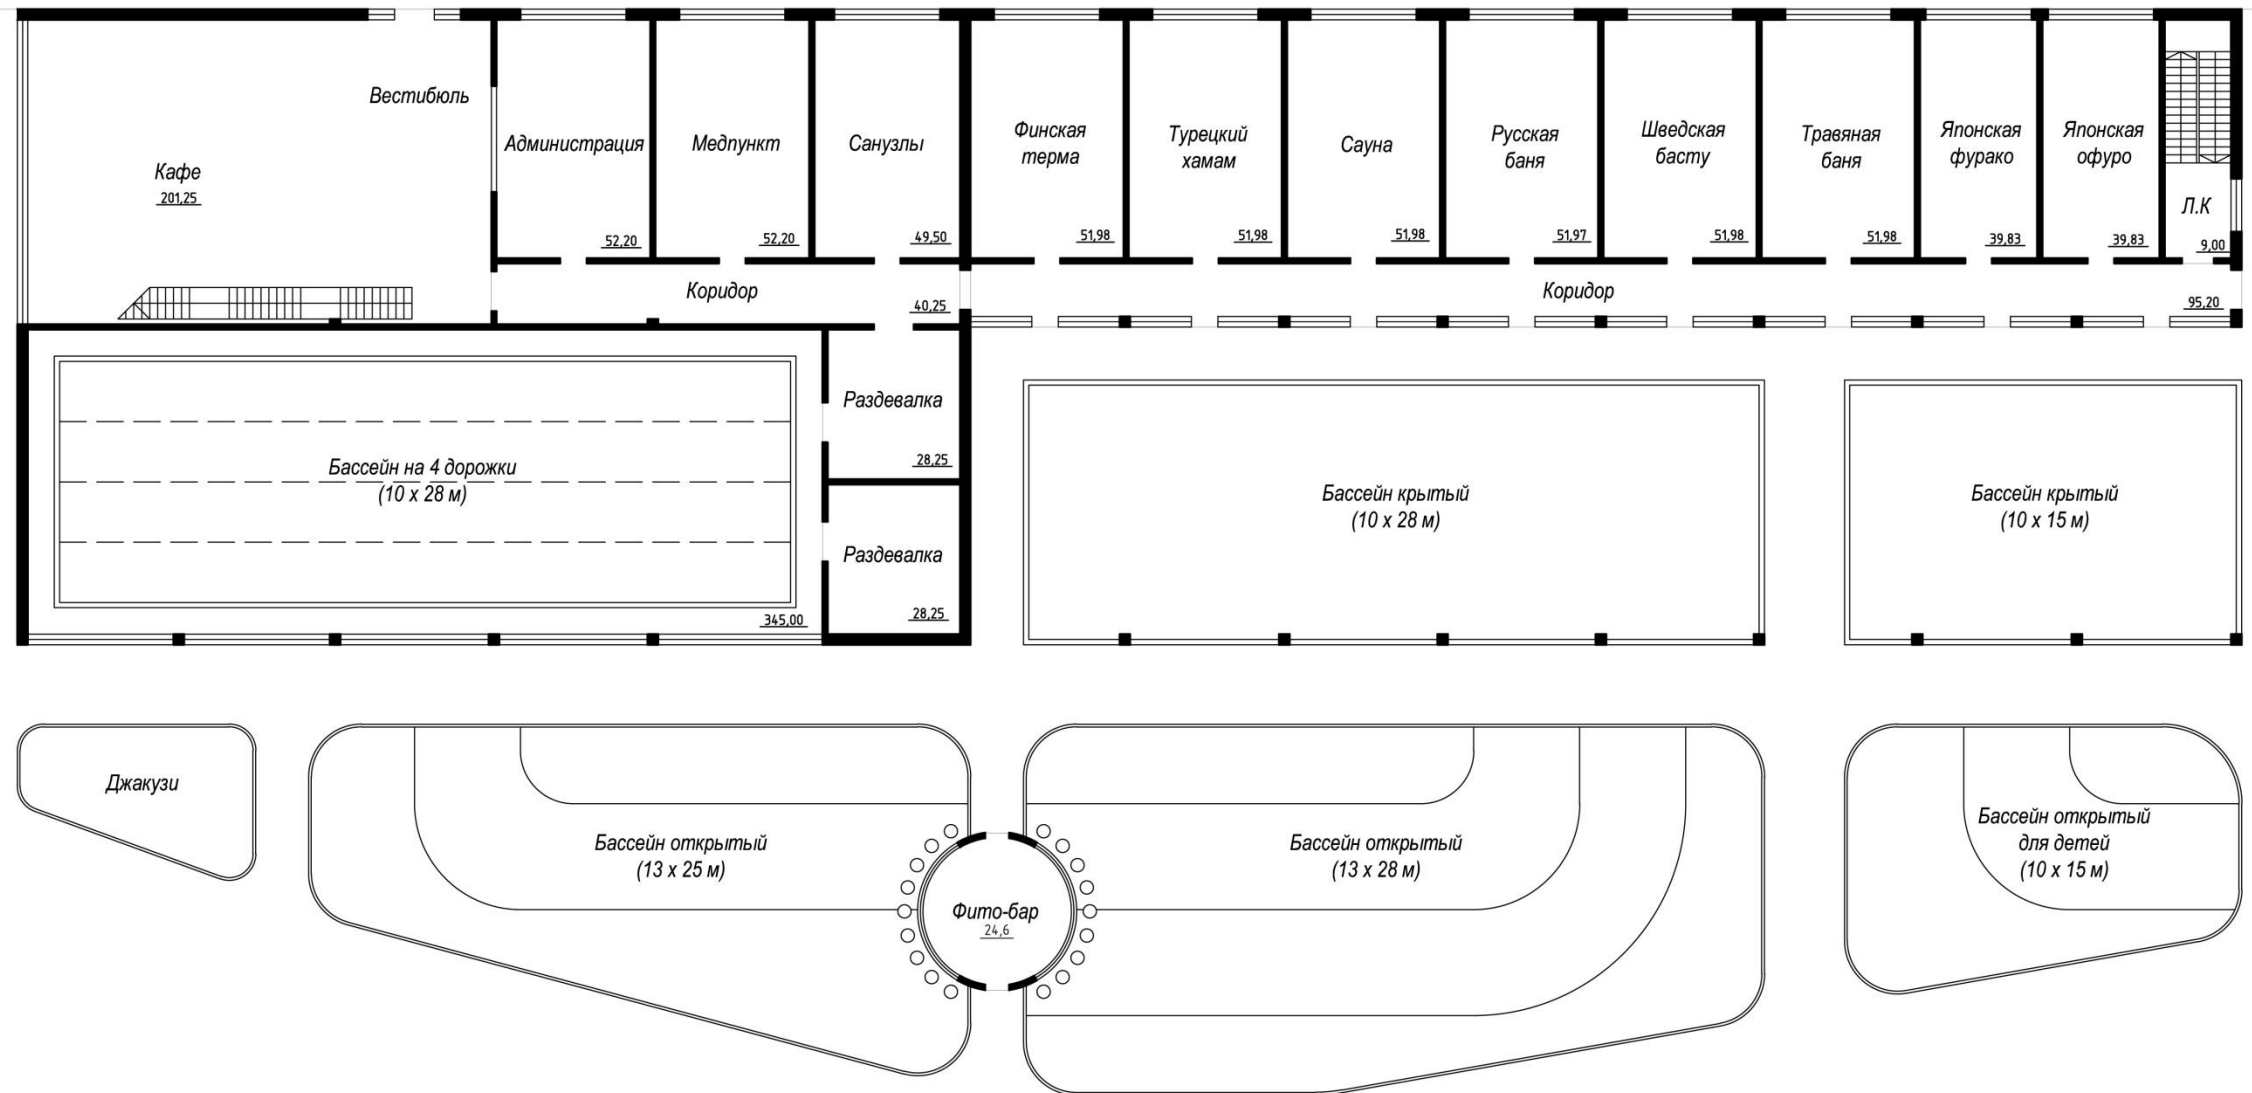 Вестибюль
Кафе
201,25
Администрация
52,20
Медпункт
52,20
Санузлы
49,50
Финская
терма
51,98
Турецкий
хамам
51,98
Сауна
51,98
Русская
баня
51,97
Шведская
басту
51,98
Травяная
баня
51,98
Японская
фурако
39,83
Японская
офуро
39,83
Л.К
9,00
Коридор
40,25
Коридор
95,20
Раздевалка
28,25
Бассейн на 4 дорожки
(10 x 28 м)
345,00
Раздевалка
28,25
Бассейн крытый
(10 x 28 м)
Бассейн крытый
(10 x 15 м)
Джакузи
Бассейн открытый
(13 x 25 м)
Фито-бар
24,6
Бассейн открытый
(13 x 28 м)
Бассейн открытый
для детей
(10 x 15 м)